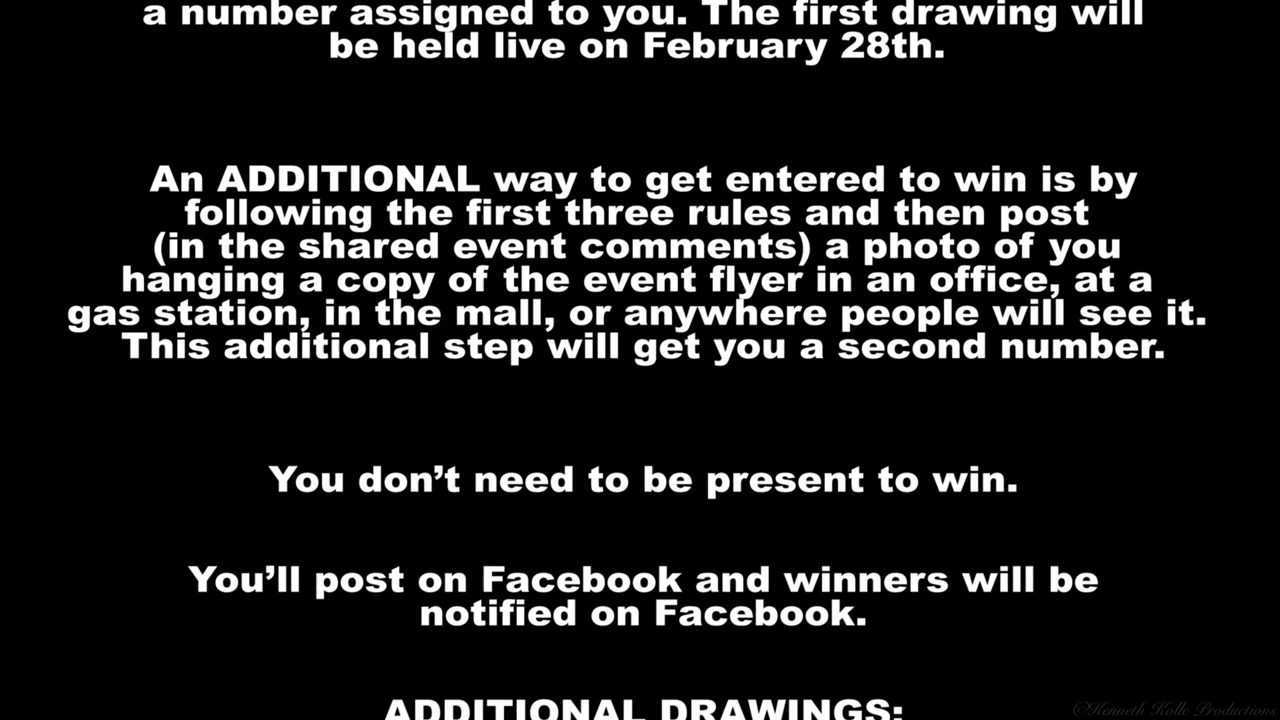 a number assigned to you. The first drawing will
be held live on February 28th.
An ADDITIONAL way to get entered to win is by
following the first three rules and then post
(in the shared event comments) a photo of you
hanging a copy of the event flyer in an office, at a
gas station, in the mall, or anywhere people will see it.
This additional step will get you a second number.
You don’t need to be present to win.
You’ll post on Facebook and winners will be
notified on Facebook.
ADDITIONAL DRAWINGS:
©Kenneth Kolle Productions